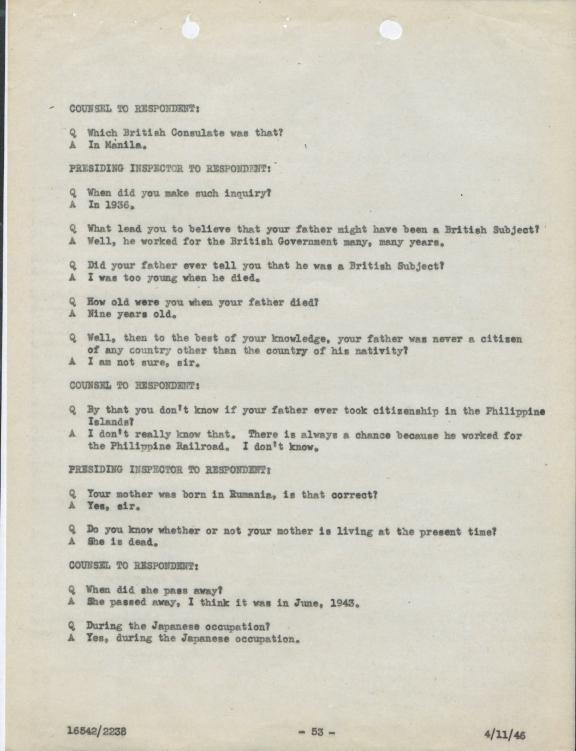 COUNSEL TO RESPONDENT:
Q Which British Consulate was that?
A In Manila.
PRESIDING INSPECTOR TO RESPONDENT:
Q When did you make such inquiry?
A In 1936.
Q What lead you to believe that your father might have been a British Subject?
A Well, he worked for the British Government many, many years.
Q Did your father ever tell you that he was a British Subject?
A I was too young when he died.
Q How old were you when your father died?
A Nine years old.
Q Well, then to the best of your knowledge, your father was never a citizen
of any country other than the country of his nativity?
A I am not sure, sir.
COUNSEL TO RESPONDENT:
Q By that you don't know if your father ever took citizenship in the Philippine
Islands?
A I don't really know that. There is always a chance because he worked for
the Philippine Railroad. I don't know.
PRESIDING INSPECTOR TO RESPONDENT:
Q Your mother was born in Rumania, is that correct?
A Yes, sir.
Q Do you know whether or not your mother is living at the present time?
A She is dead.
COUNSEL TO RESPONDENT:
Q When did she pass away?
A She passed away, I think it was in June, 1943.
Q During the Japanese occupation?
A Yes, during the Japanese occupation.
16542/2238 - 53 - 4/11/46